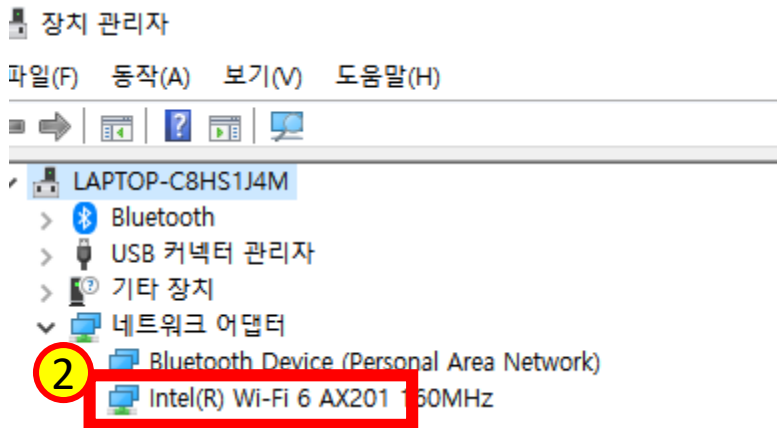 장치 관리자
파일(F) 동작(A) 보기(V) 도움말(H)
LAPTOP-C8HS1J4M
Bluetooth
USB 커넥터 관리자
기타 장치
네트워크 어댑터
2
Bluetooth Device (Personal Area Network)
Intel(R) Wi-Fi 6 AX201 160MHz